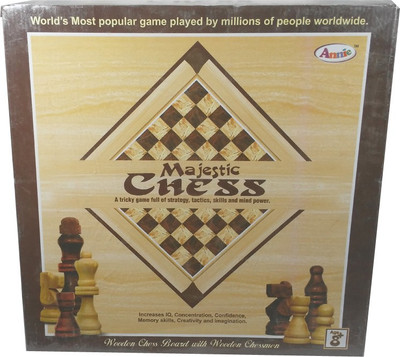 World's Most popular game played by millions of people worldwide.
Annie
Majestic
CHESS
A tricky game full of strategy, tactics, skills and mind power.
Increases IQ, Concentration, Confidence,
Memory skills, Creativity and Imagination.
Wooden Chess Board with Wooden Chessmen
Age
8+